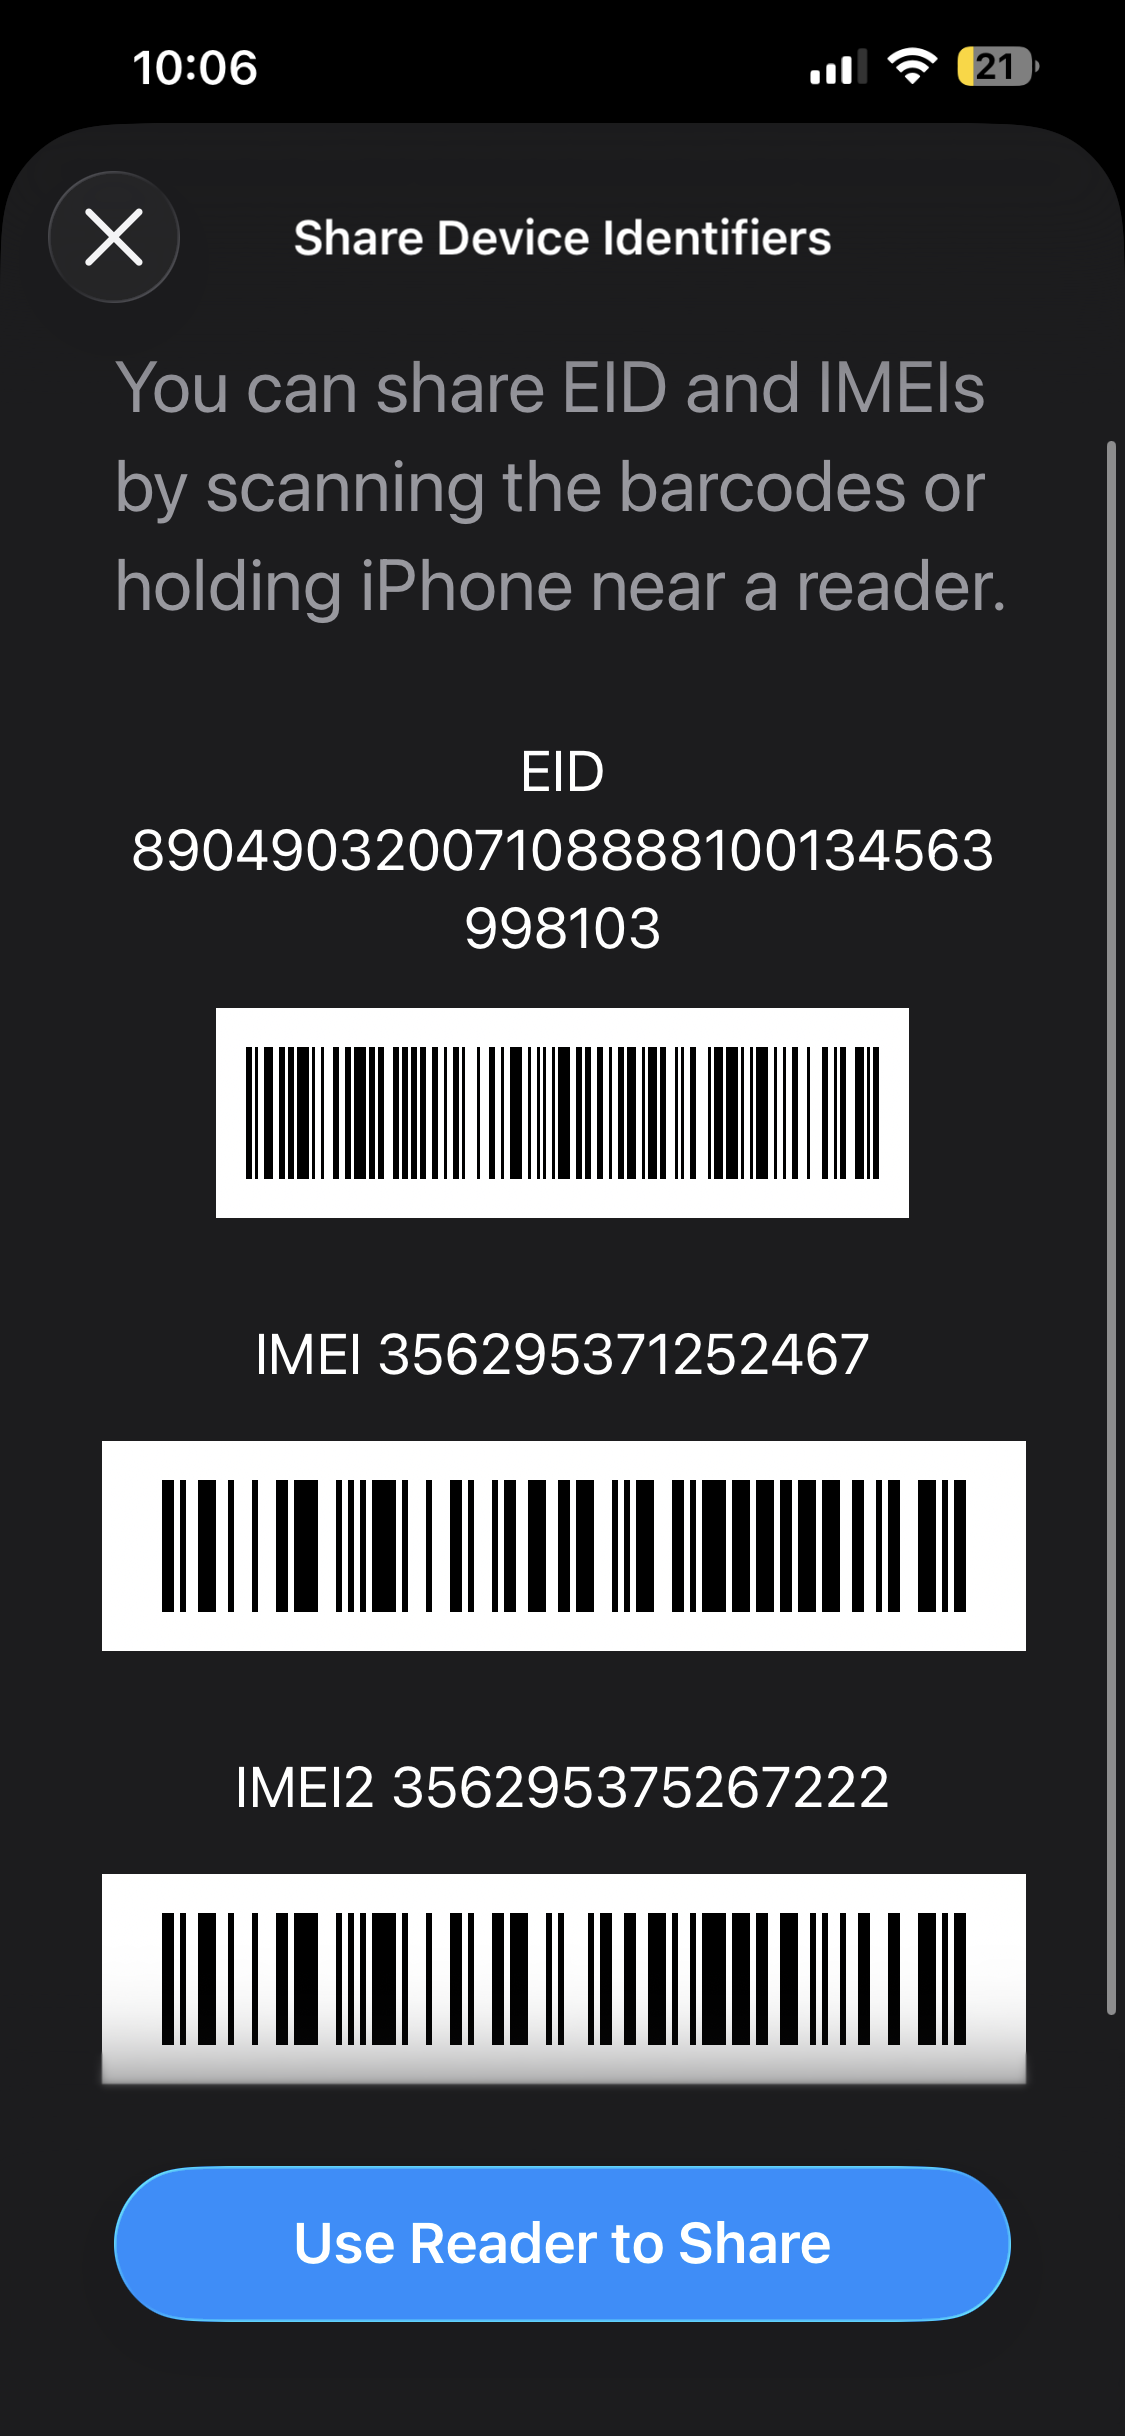 10:06
21
Share Device Identifiers
You can share EID and IMEIs
by scanning the barcodes or
holding iPhone near a reader.
EID
89049032007108888100134563
998103
IMEI 356295371252467
IMEI2 356295375267222
Use Reader to Share